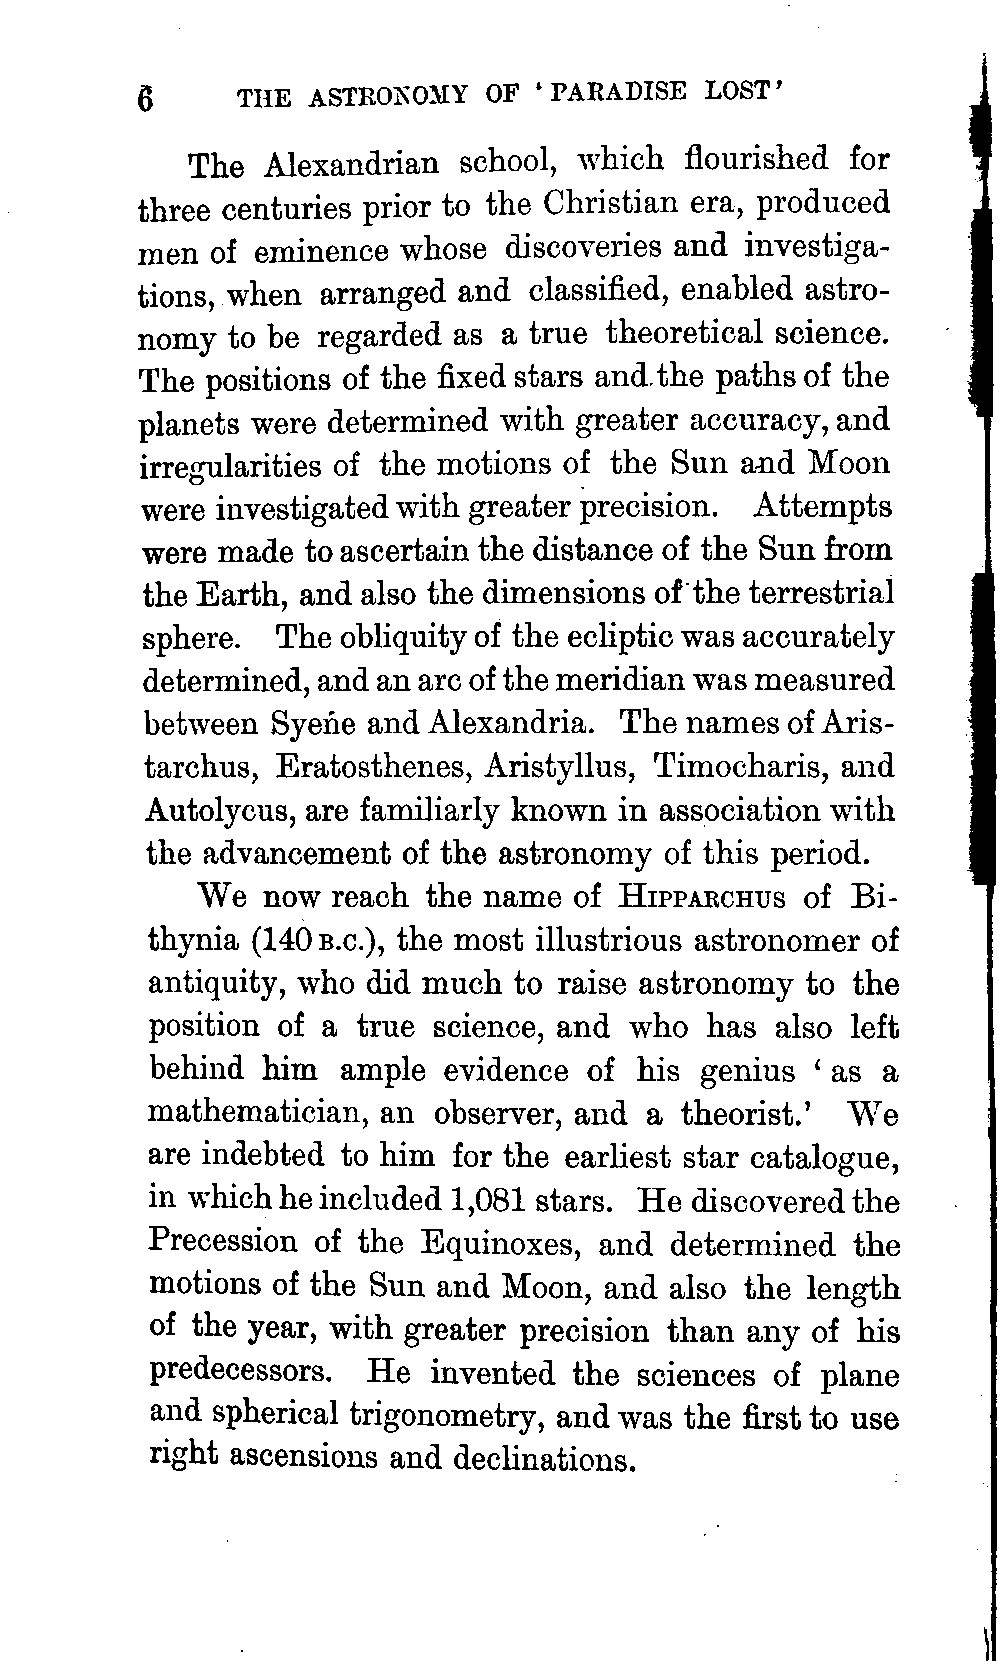 6 THE ASTRONOMY OF ‘PARADISE LOST’
The Alexandrian school, which flourished for
three centuries prior to the Christian era, produced
men of eminence whose discoveries and investiga-
tions, when arranged and classified, enabled astro-
nomy to be regarded as a true theoretical science.
The positions of the fixed stars and the paths of the
planets were determined with greater accuracy, and
irregularities of the motions of the Sun and Moon
were investigated with greater precision. Attempts
were made to ascertain the distance of the Sun from
the Earth, and also the dimensions of the terrestrial
sphere. The obliquity of the ecliptic was accurately
determined, and an arc of the meridian was measured
between Syene and Alexandria. The names of Aris-
tarchus, Eratosthenes, Aristyllus, Timocharis, and
Autolycus, are familiarly known in association with
the advancement of the astronomy of this period.
We now reach the name of HIPPARCHUS of Bi-
thynia (140 B.C.), the most illustrious astronomer of
antiquity, who did much to raise astronomy to the
position of a true science, and who has also left
behind him ample evidence of his genius ‘as a
mathematician, an observer, and a theorist.’ We
are indebted to him for the earliest star catalogue,
in which he included 1,081 stars. He discovered the
Precession of the Equinoxes, and determined the
motions of the Sun and Moon, and also the length
of the year, with greater precision than any of his
predecessors. He invented the sciences of plane
and spherical trigonometry, and was the first to use
right ascensions and declinations.